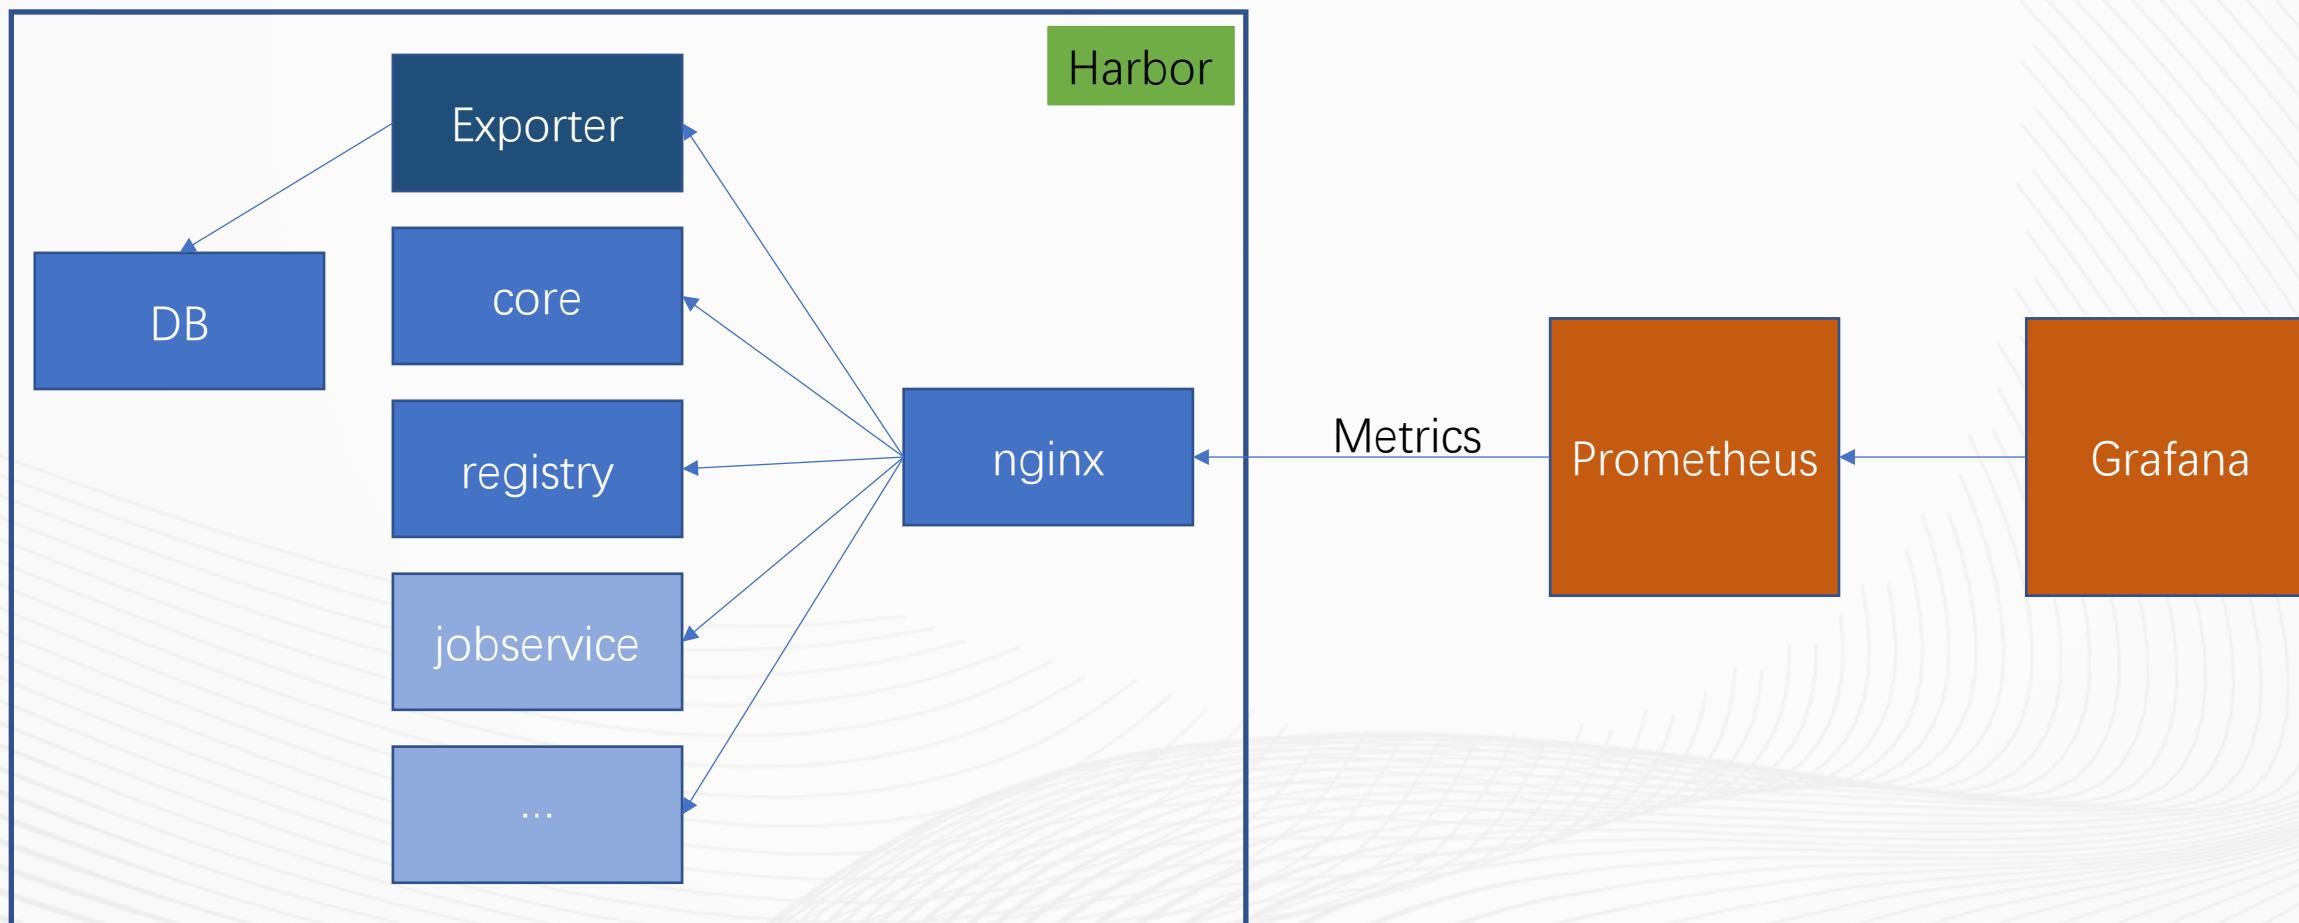 Harbor
Exporter
DB
core
registry
jobservice
...
nginx
Metrics
Prometheus
Grafana